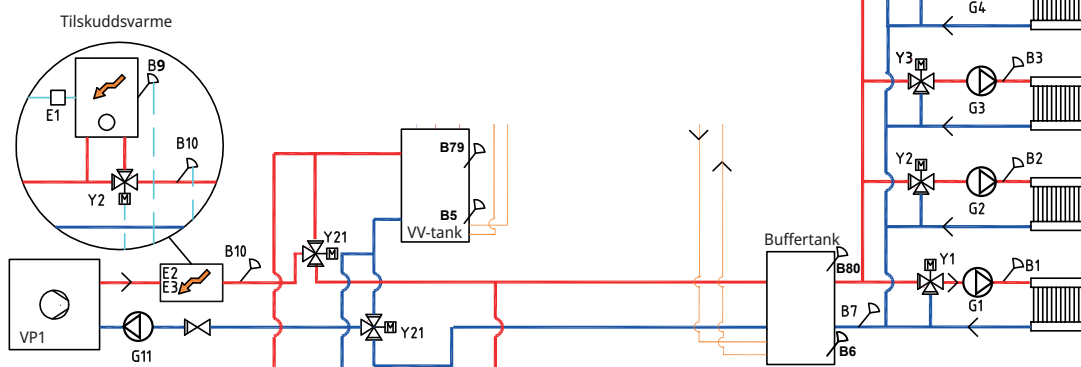 Tilskuddsvarme
G4
Y3
B3
B9
E1
G3
B10
B79
Y2
B2
Y2
M
M
M
G2
B5
VV-tank
Y21
M
Buffertank
B10
E2
E3
B80
Y1
M
B1
G1
VP1
G11
M
Y21
B7
B6